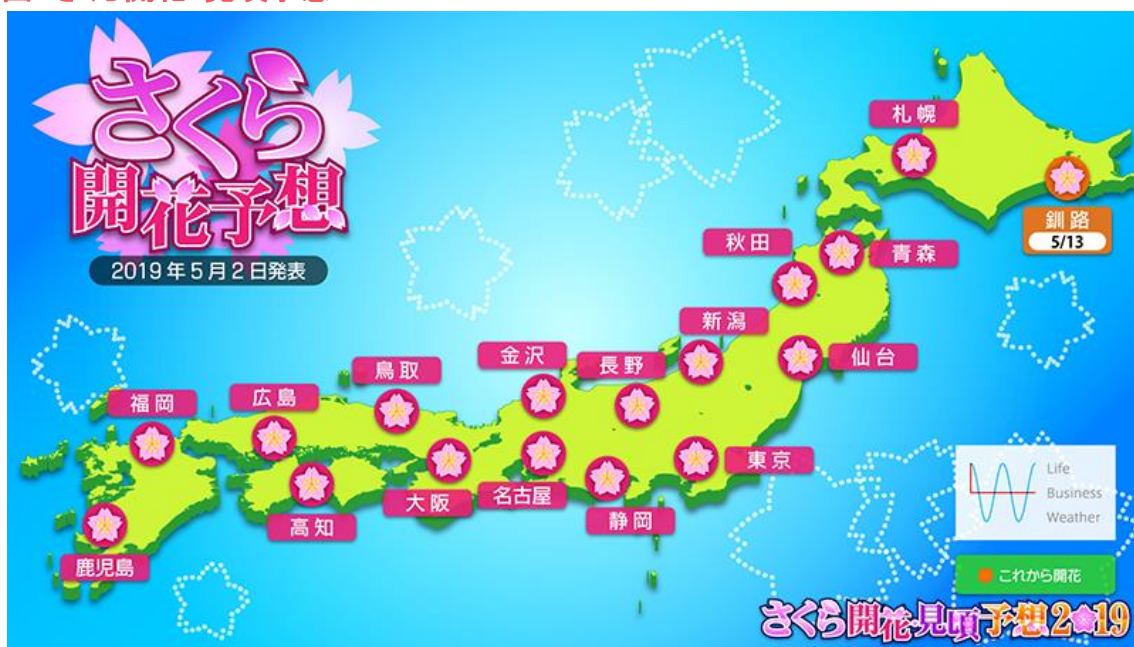 さくら
開花予想
2019年5月2日発表
札幌
釧路
5/13
秋田
青森
新潟
仙台
金沢
長野
鳥取
広島
福岡
東京
大阪
名古屋
静岡
高知
鹿児島
Life
Business
Weather
これから開花
さくら開花・見頃予想2019